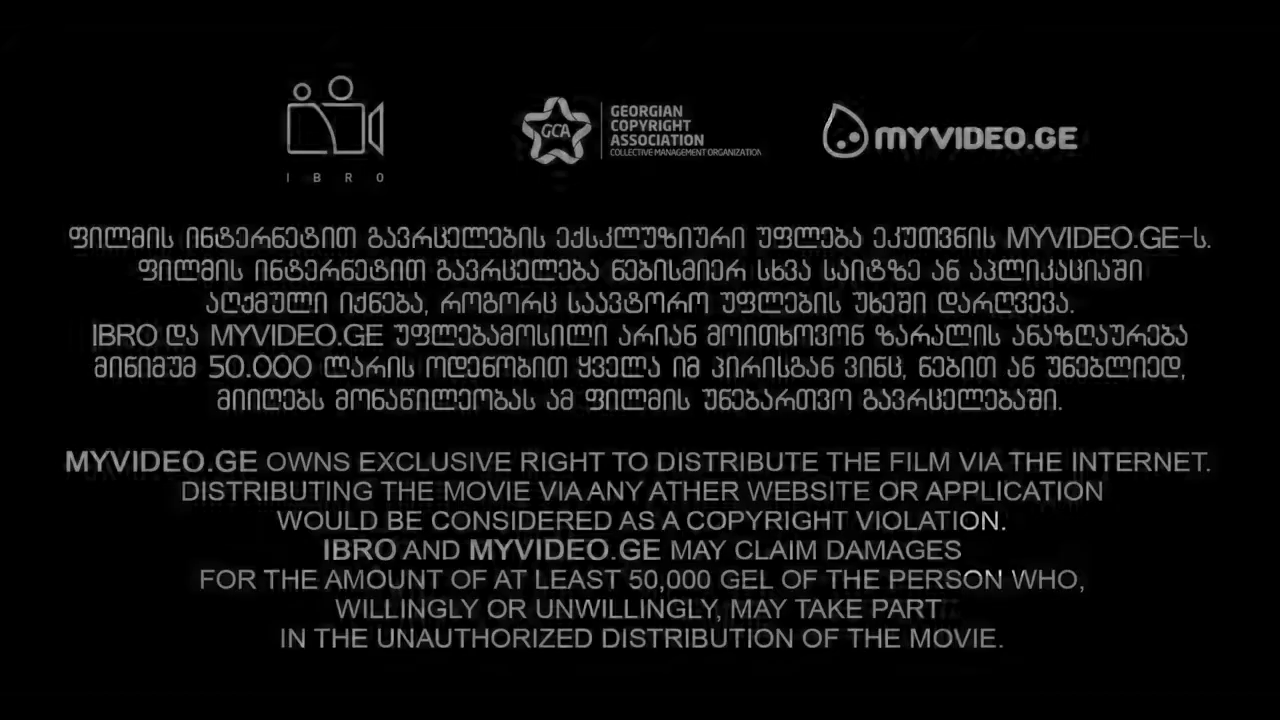 IBRO
GCA
GEORGIAN
COPYRIGHT
ASSOCIATION
COLLECTIVE MANAGEMENT ORGANIZATION
MYVIDEO.GE
ფილმის ინტერნეტით გავრცელების ექსკლუზიური უფლება ეკუთვნის MYVIDEO.GE-ს.
ფილმის ინტერნეტით გავრცელება ნებისმიერ სხვა საიტზე ან აპლიკაციაში
აღქმული იქნება, როგორც საავტორო უფლების უხეში დარღვევა.
IBRO და MYVIDEO.GE უფლებამოსილი არიან მოითხოვონ ზარალის ანაზღაურება
მინიმუმ 50.000 ლარის ოდენობით ყველა იმ პირისგან ვინც, ნებით ან უნებლიედ,
მიიღებს მონაწილეობას ამ ფილმის უნებართვო გავრცელებაში.
MYVIDEO.GE OWNS EXCLUSIVE RIGHT TO DISTRIBUTE THE FILM VIA THE INTERNET.
DISTRIBUTING THE MOVIE VIA ANY ATHER WEBSITE OR APPLICATION
WOULD BE CONSIDERED AS A COPYRIGHT VIOLATION.
IBRO AND MYVIDEO.GE MAY CLAIM DAMAGES
FOR THE AMOUNT OF AT LEAST 50,000 GEL OF THE PERSON WHO,
WILLINGLY OR UNWILLINGLY, MAY TAKE PART
IN THE UNAUTHORIZED DISTRIBUTION OF THE MOVIE.